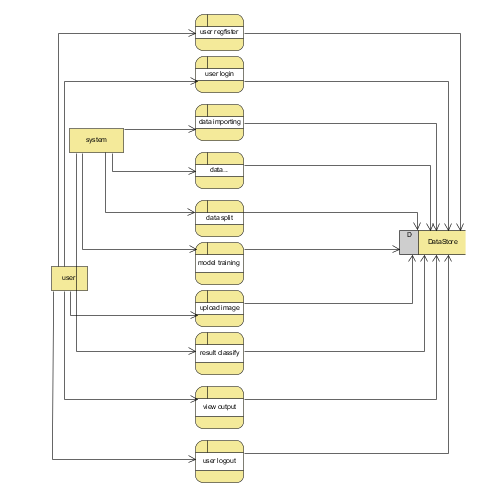 user regfister
user login
data importing
system
data...
data split
D
DataStore
model training
user
upload image
result classify
view output
user logout